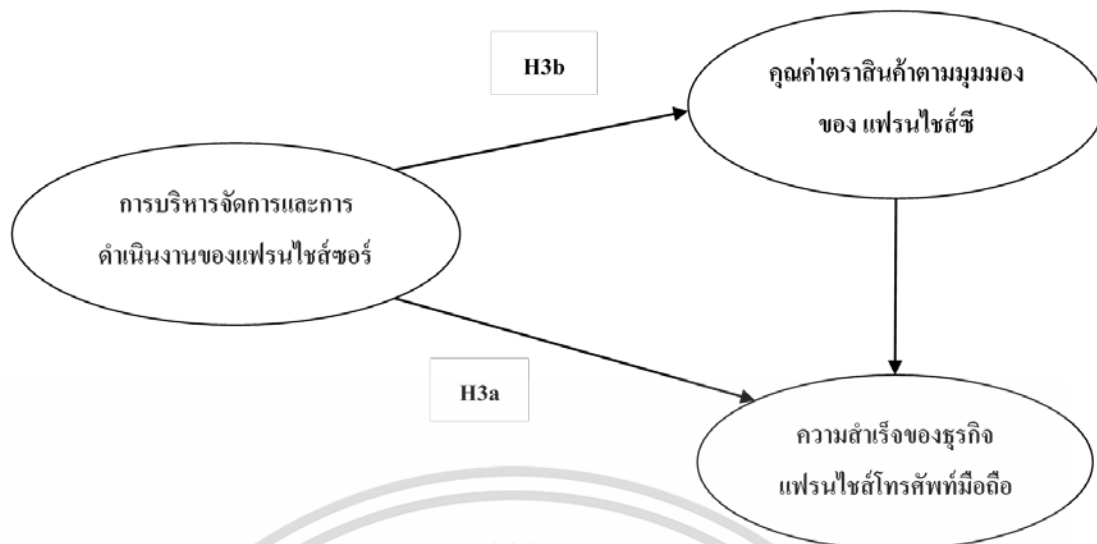 H3b
คุณค่าตราสินค้าตามมุมมอง
ของ แฟรนไชส์ซี
การบริหารจัดการและการ
ดำเนินงานของแฟรนไชส์ซอร์
H3a
ความสำเร็จของธุรกิจ
แฟรนไชส์โทรศัพท์มือถือ